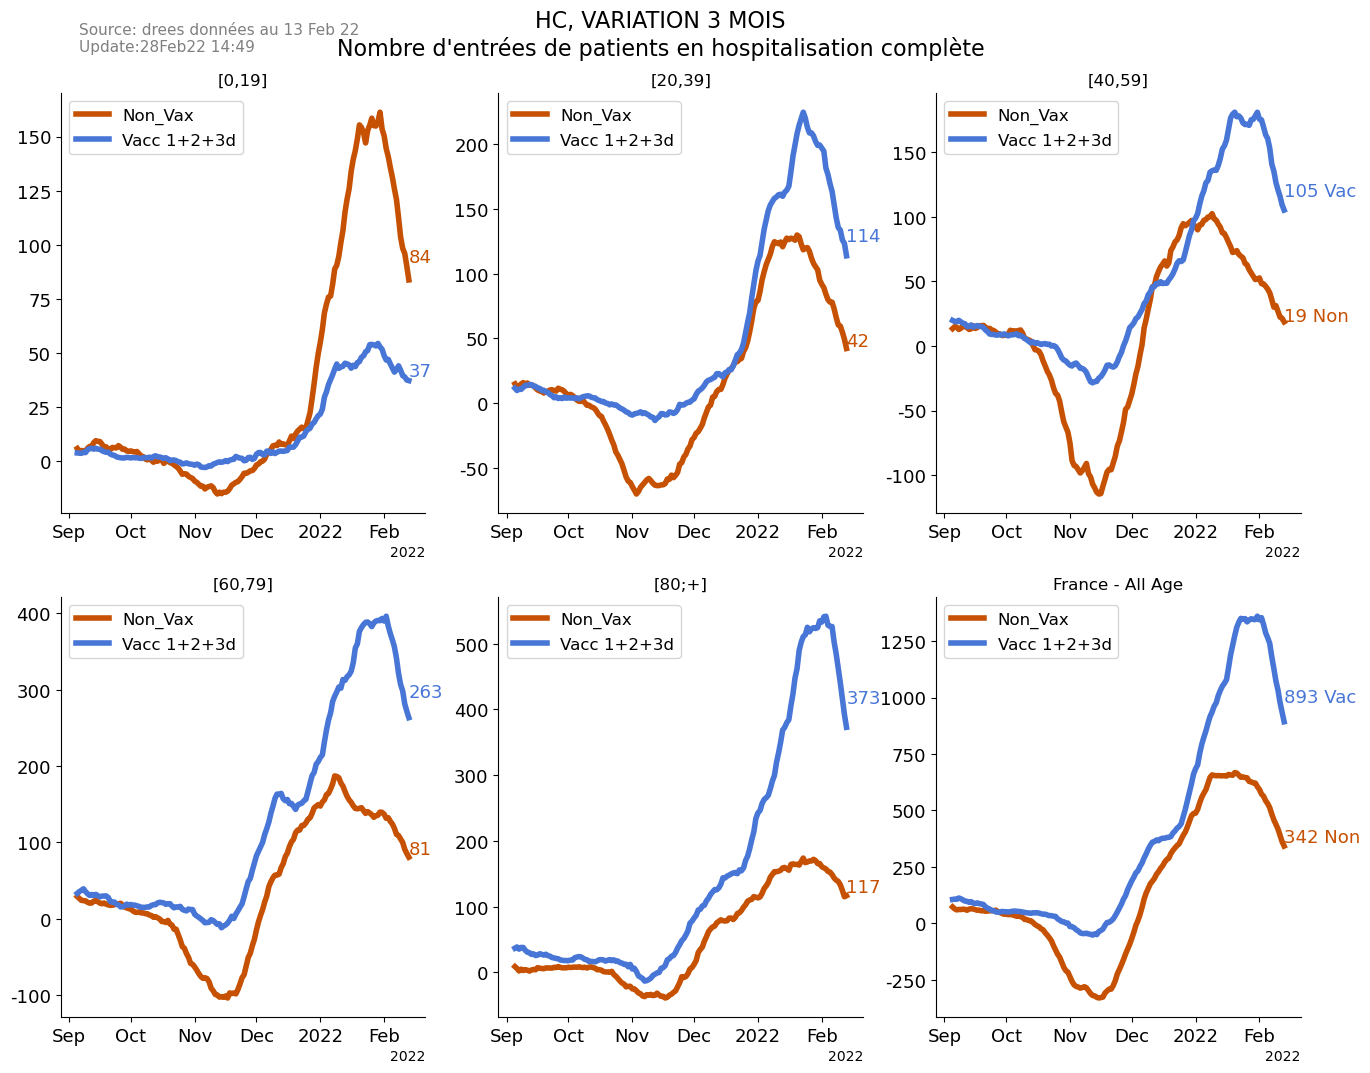 Source: drees données au 13 Feb 22
Update:28Feb22 14:49
HC, VARIATION 3 MOIS
Nombre d'entrées de patients en hospitalisation complète
[0,19]
Non_Vax
Vacc 1+2+3d
150
125
100
75
50
25
0
84
37
Sep Oct Nov Dec 2022 Feb
2022
[20,39]
Non_Vax
Vacc 1+2+3d
200
150
100
50
0
-50
114
42
Sep Oct Nov Dec 2022 Feb
2022
[40,59]
Non_Vax
Vacc 1+2+3d
150
100
50
0
-50
-100
105 Vac
19 Non
Sep Oct Nov Dec 2022 Feb
2022
[60,79]
Non_Vax
Vacc 1+2+3d
400
300
200
100
0
-100
263
81
Sep Oct Nov Dec 2022 Feb
2022
[80;+]
Non_Vax
Vacc 1+2+3d
500
400
300
200
100
0
373
117
Sep Oct Nov Dec 2022 Feb
2022
France - All Age
Non_Vax
Vacc 1+2+3d
1250
1000
750
500
250
0
-250
893 Vac
342 Non
Sep Oct Nov Dec 2022 Feb
2022